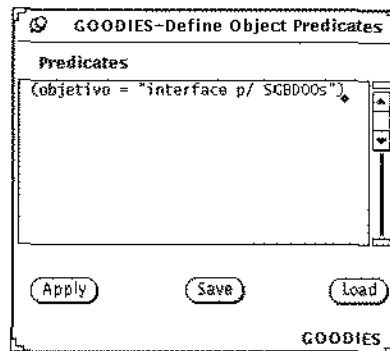 GOODIES-Define Object Predicates
Predicates
(objetivo = "interface p/ SGBDOOs")
Apply Save Load
GOODIES